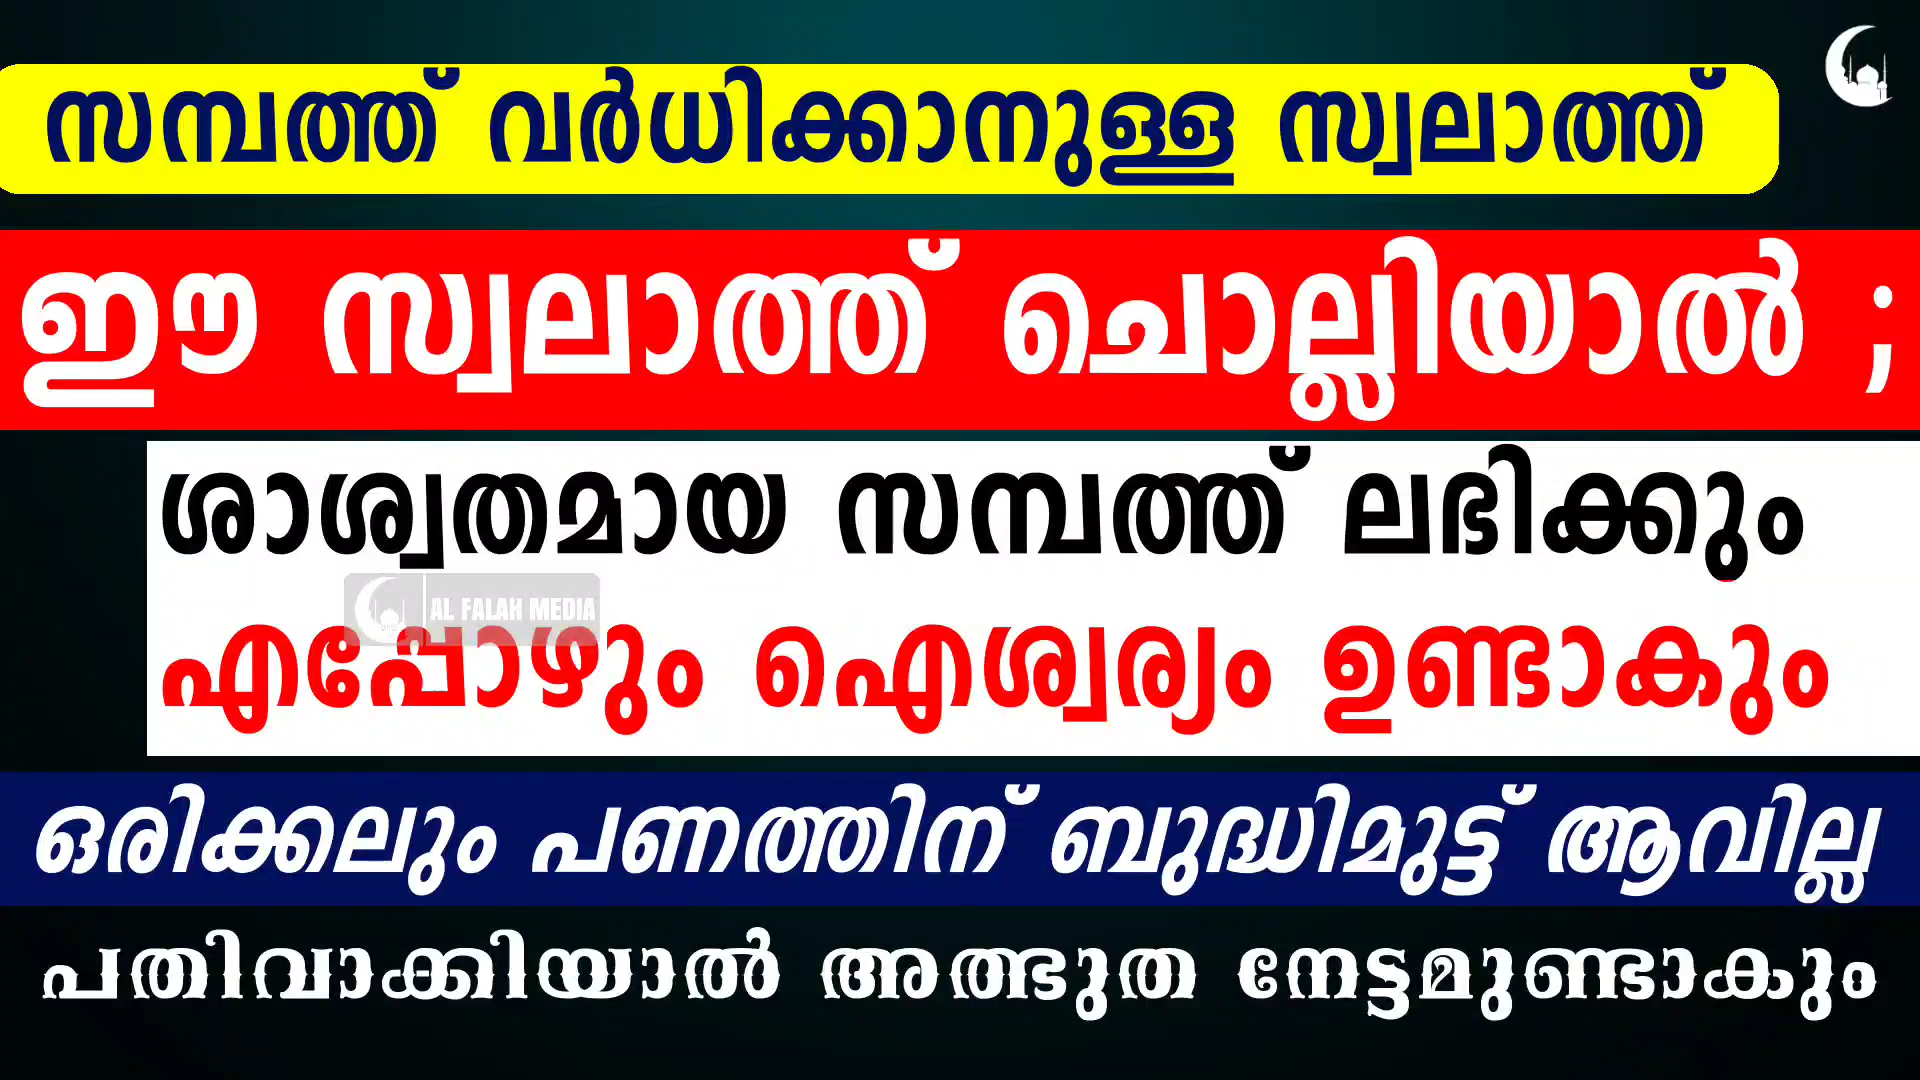 സമ്പത്ത് വർധിക്കാനുള്ള സ്വലാത്ത്
ഈ സ്വലാത്ത് ചൊല്ലിയാൽ ;
ശാശ്വതമായ സമ്പത്ത് ലഭിക്കും
AL FALAH MEDIA
എപ്പോഴും ഐശ്വര്യം ഉണ്ടാകും
ഒരിക്കലും പണത്തിന് ബുദ്ധിമുട്ട് ആവില്ല
പതിവാക്കിയാൽ അത്ഭുത നേട്ടമുണ്ടാകും